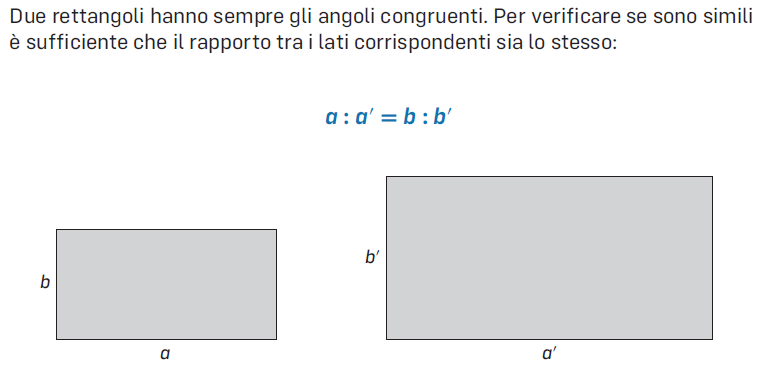 Due rettangoli hanno sempre gli angoli congruenti. Per verificare se sono simili
è sufficiente che il rapporto tra i lati corrispondenti sia lo stesso:
a : a′ = b : b′
b
a
b′
a′